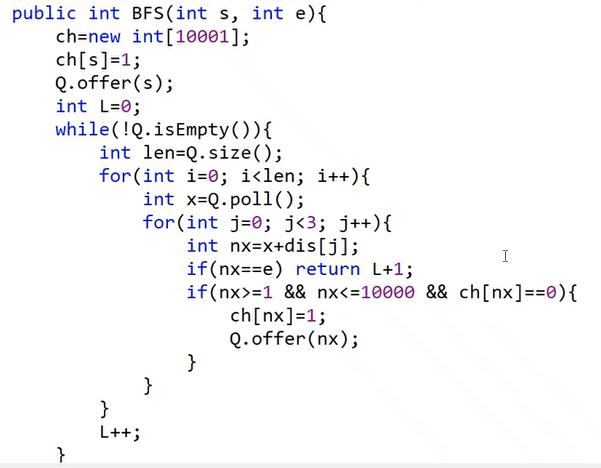 public int BFS(int s, int e){
    ch=new int[10001];
    ch[s]=1;
    Q.offer(s);
    int L=0;
    while(!Q.isEmpty()){
        int len=Q.size();
        for(int i=0; i<len; i++){
            int x=Q.poll();
            for(int j=0; j<3; j++){
                int nx=x+dis[j];
                if(nx==e) return L+1;
                if(nx>=1 && nx<=10000 && ch[nx]==0){
                    ch[nx]=1;
                    Q.offer(nx);
                }
            }
        }
        L++;
    }